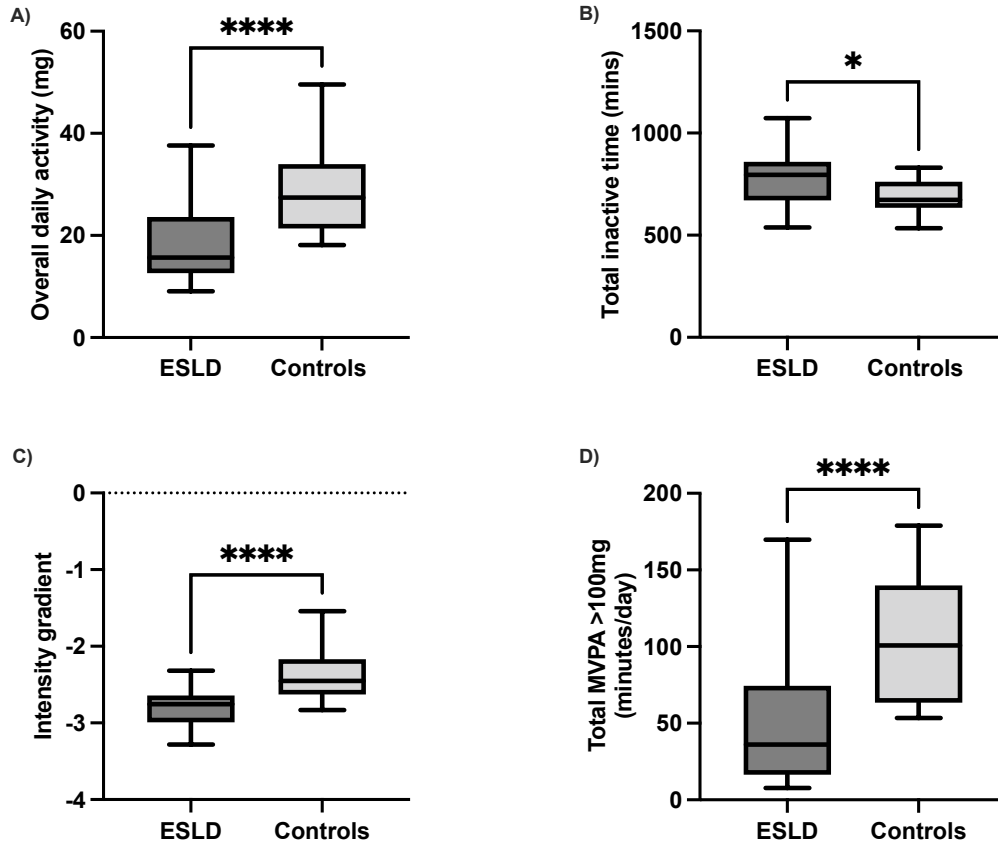 A)
Overall daily activity (mg)
60
40
20
0
****
ESLD
Controls
B)
Total inactive time (mins)
1500
1000
500
0
*
ESLD
Controls
C)
Intensity gradient
0
-1
-2
-3
-4
****
ESLD
Controls
D)
Total MVPA >100mg
(minutes/day)
200
150
100
50
0
****
ESLD
Controls